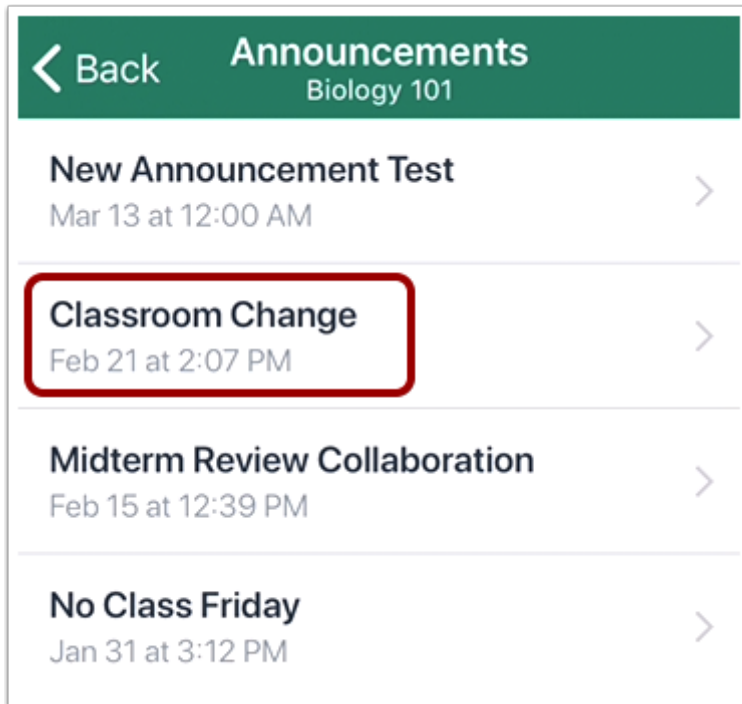 Back
Announcements
Biology 101
New Announcement Test
Mar 13 at 12:00 AM
Classroom Change
Feb 21 at 2:07 PM
Midterm Review Collaboration
Feb 15 at 12:39 PM
No Class Friday
Jan 31 at 3:12 PM